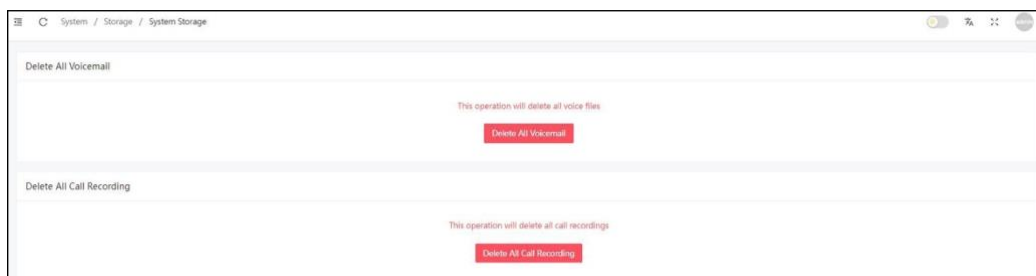 System / Storage / System Storage
Delete All Voicemail
This operation will delete all voice files
Delete All Voicemail
Delete All Call Recording
This operation will delete all call recordings
Delete All Call Recording